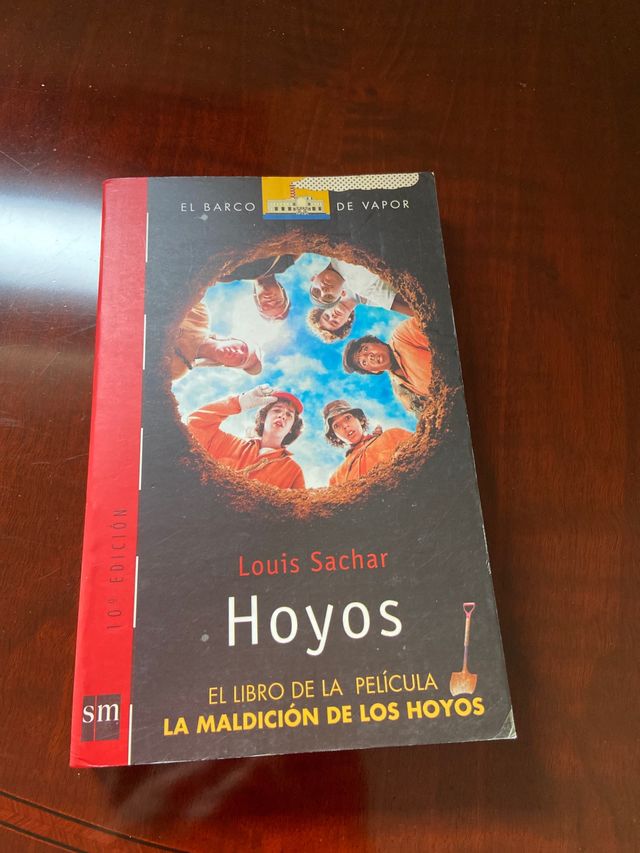 EL BARCO DE VAPOR
Louis Sachar
Hoyos
EL LIBRO DE LA PELÍCULA
LA MALDICIÓN DE LOS HOYOS
10ª EDICIÓN
sm